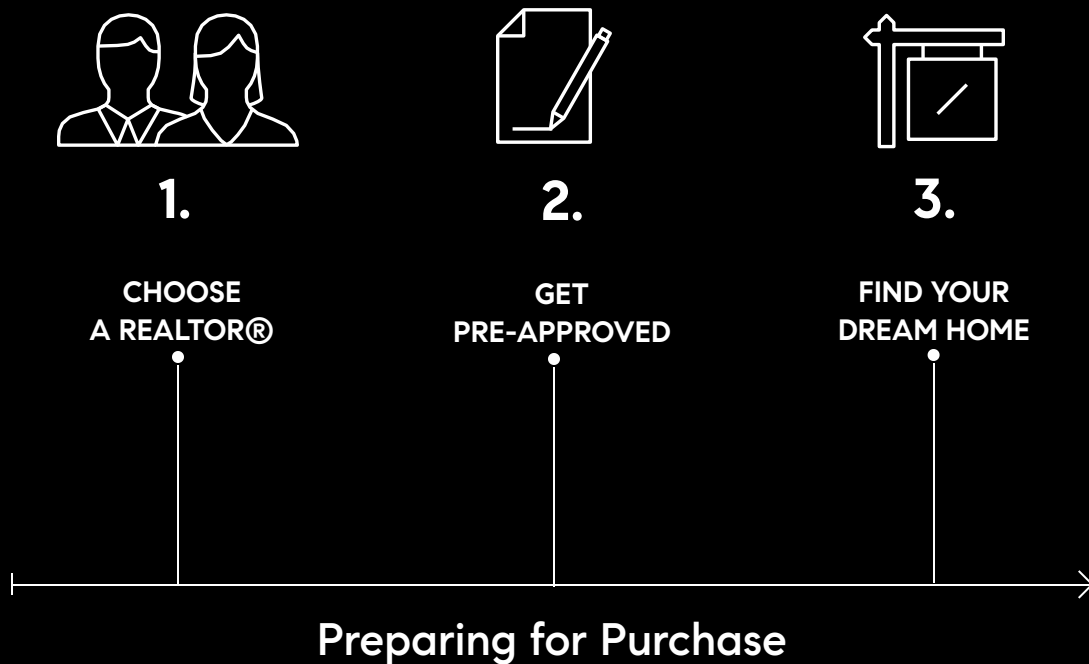 1.
CHOOSE
A REALTOR®
2.
GET
PRE-APPROVED
3.
FIND YOUR
DREAM HOME
Preparing for Purchase